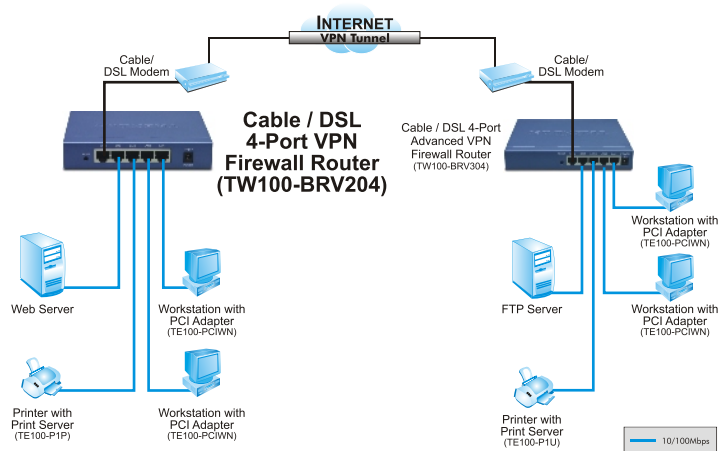 INTERNET
VPN Tunnel
Cable/
DSL Modem
Cable/
DSL Modem
Cable / DSL
4-Port VPN
Firewall Router
(TW100-BRV204)
Cable / DSL 4-Port
Advanced VPN
Firewall Router
(TW100-BRV304)
Workstation with
PCI Adapter
(TE100-PCIWN)
Web Server
Workstation with
PCI Adapter
(TE100-PCIWN)
FTP Server
Workstation with
PCI Adapter
(TE100-PCIWN)
Printer with
Print Server
(TE100-P1P)
Workstation with
PCI Adapter
(TE100-PCIWN)
Printer with
Print Server
(TE100-P1U)
10/100Mbps